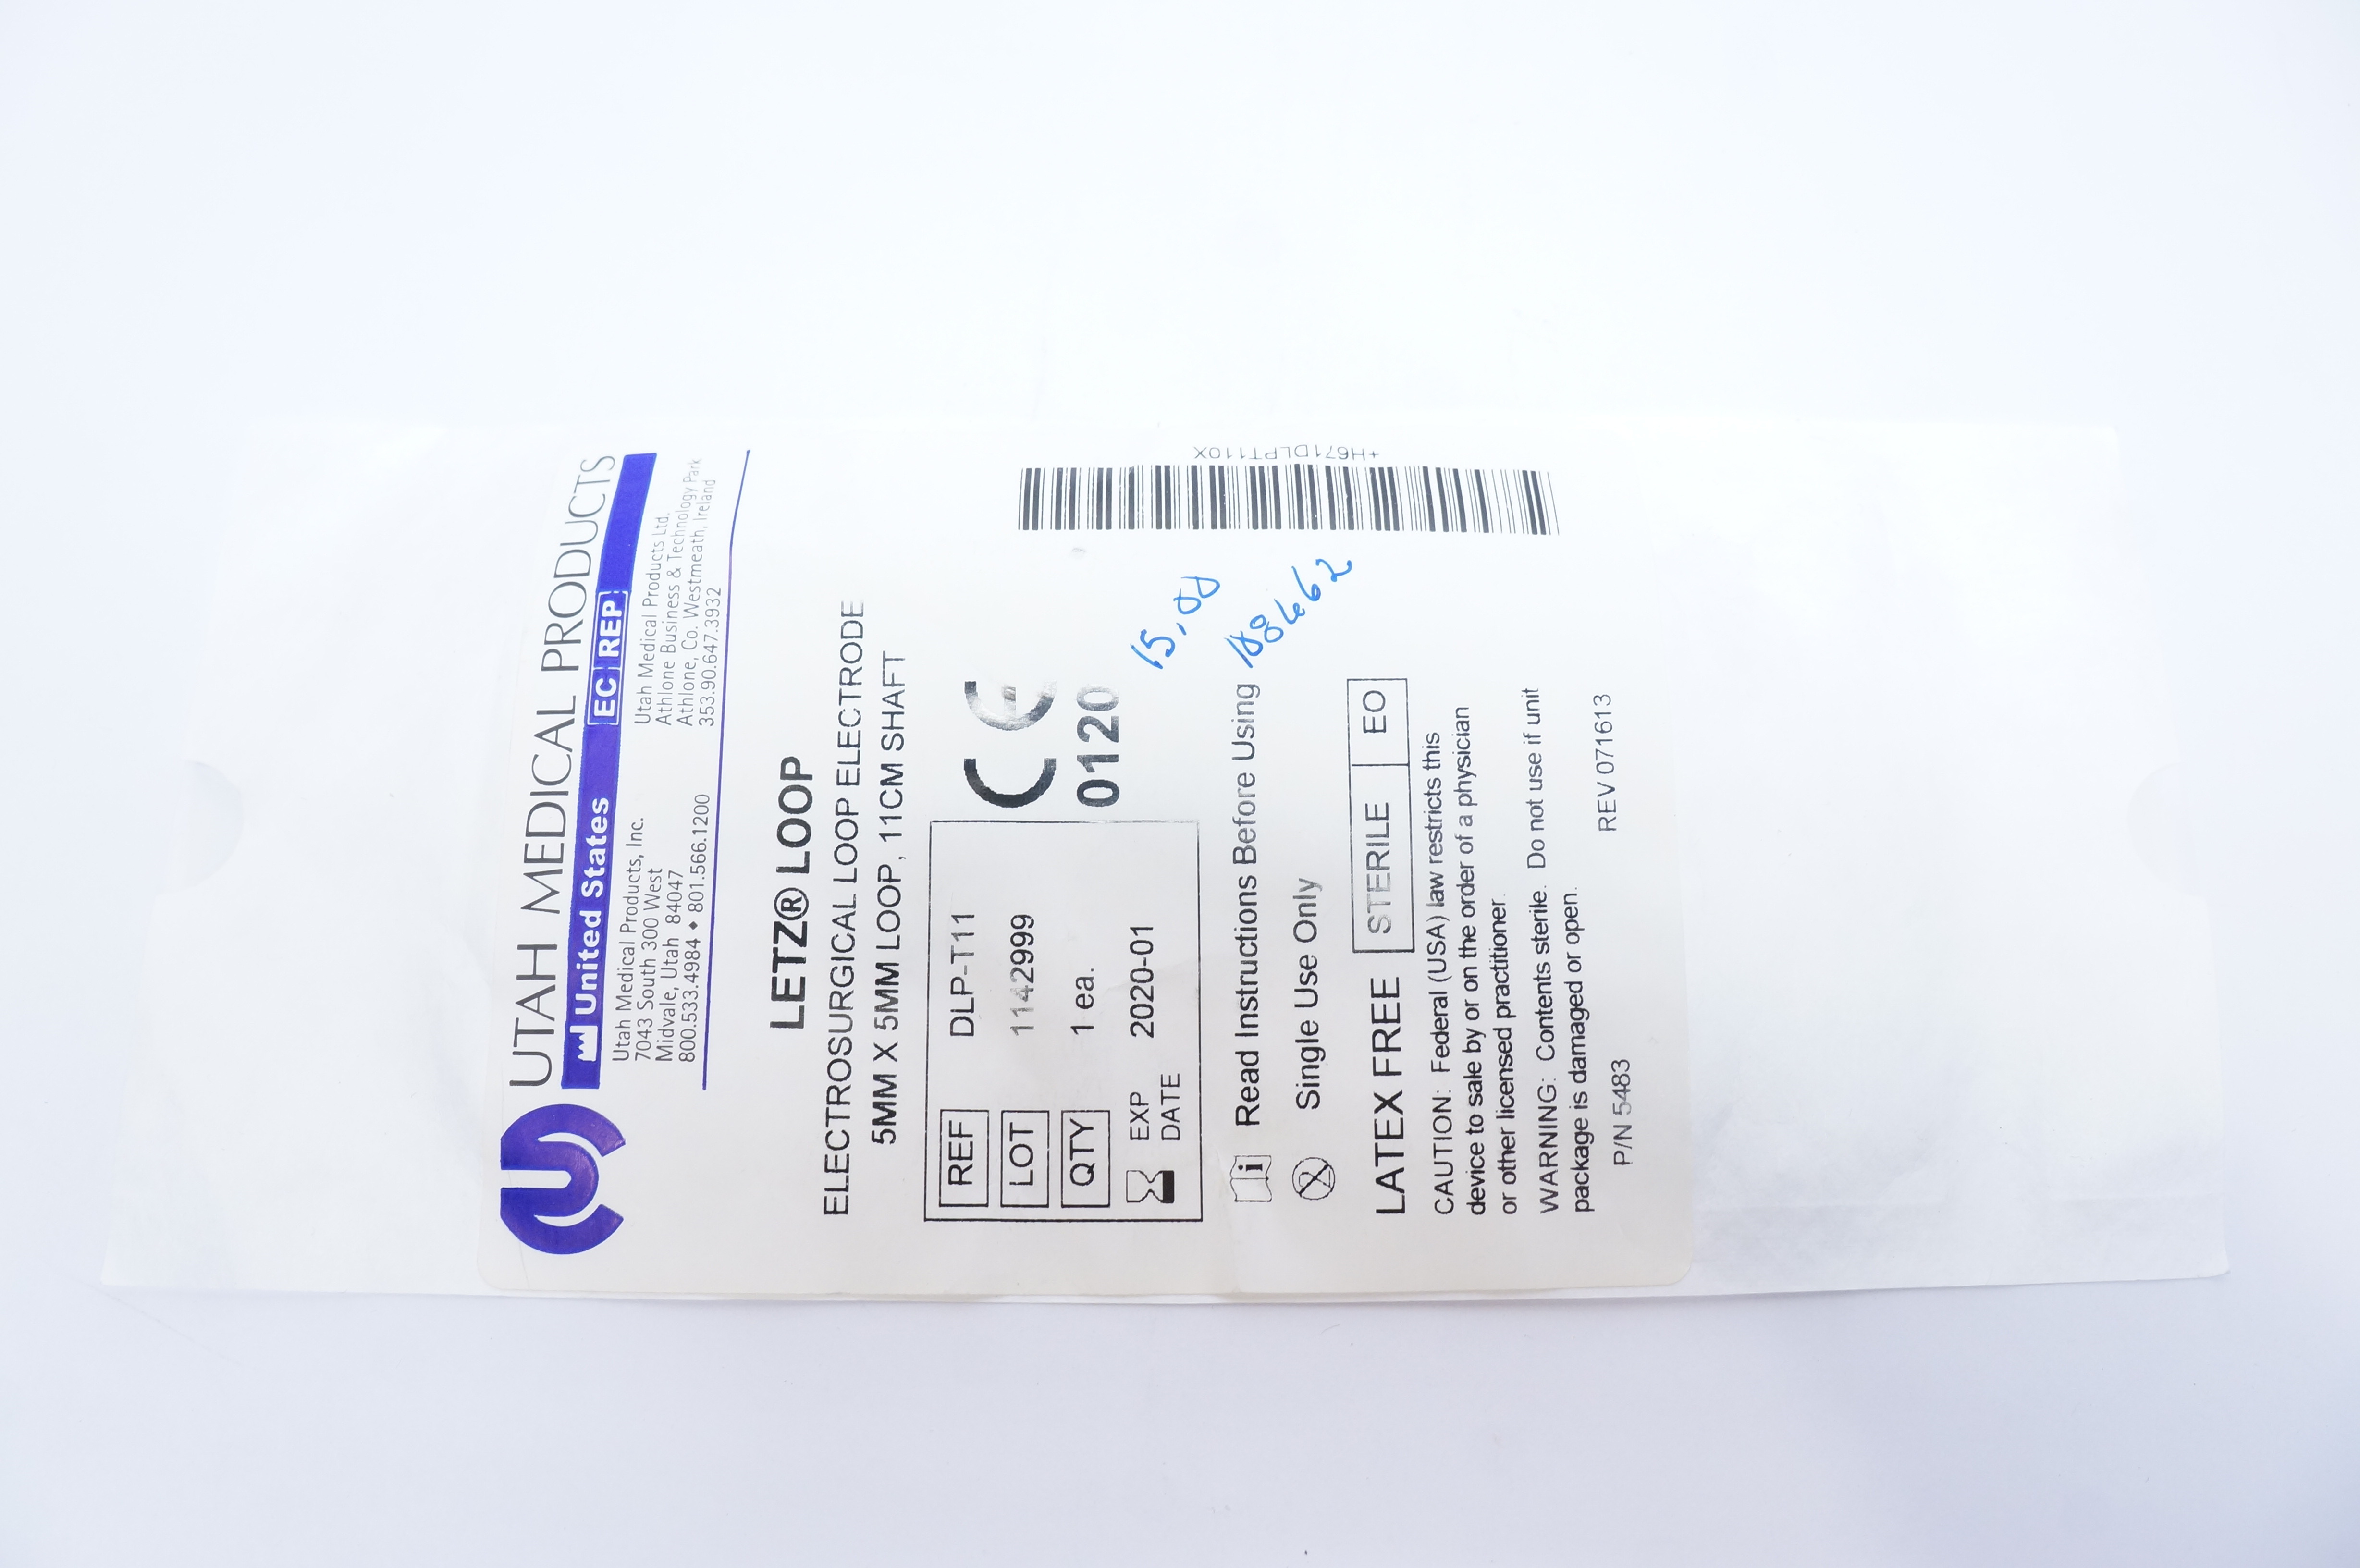 UTAH MEDICAL PRODUCTS
United States EC REP
Utah Medical Products, Inc.
7043 South 300 West
Midvale, Utah 84047
800.533.4984 ♦ 801.566.1200
Utah Medical Products Ltd.
Athlone Business & Technology Park
Athlone, Co. Westmeath, Ireland
353.90.647.3932
LETZ® LOOP
ELECTROSURGICAL LOOP ELECTRODE
5MM X 5MM LOOP, 11CM SHAFT
REF DLP-T11
LOT 1142999
QTY 1 ea.
EXP DATE 2020-01
CE
0120
15,00
+H671DLPT110X
Read Instructions Before Using
Single Use Only
LATEX FREE STERILE EO
CAUTION: Federal (USA) law restricts this
device to sale by or on the order of a physician
or other licensed practitioner.
WARNING: Contents sterile. Do not use if unit
package is damaged or open.
P/N 5483 REV 071613